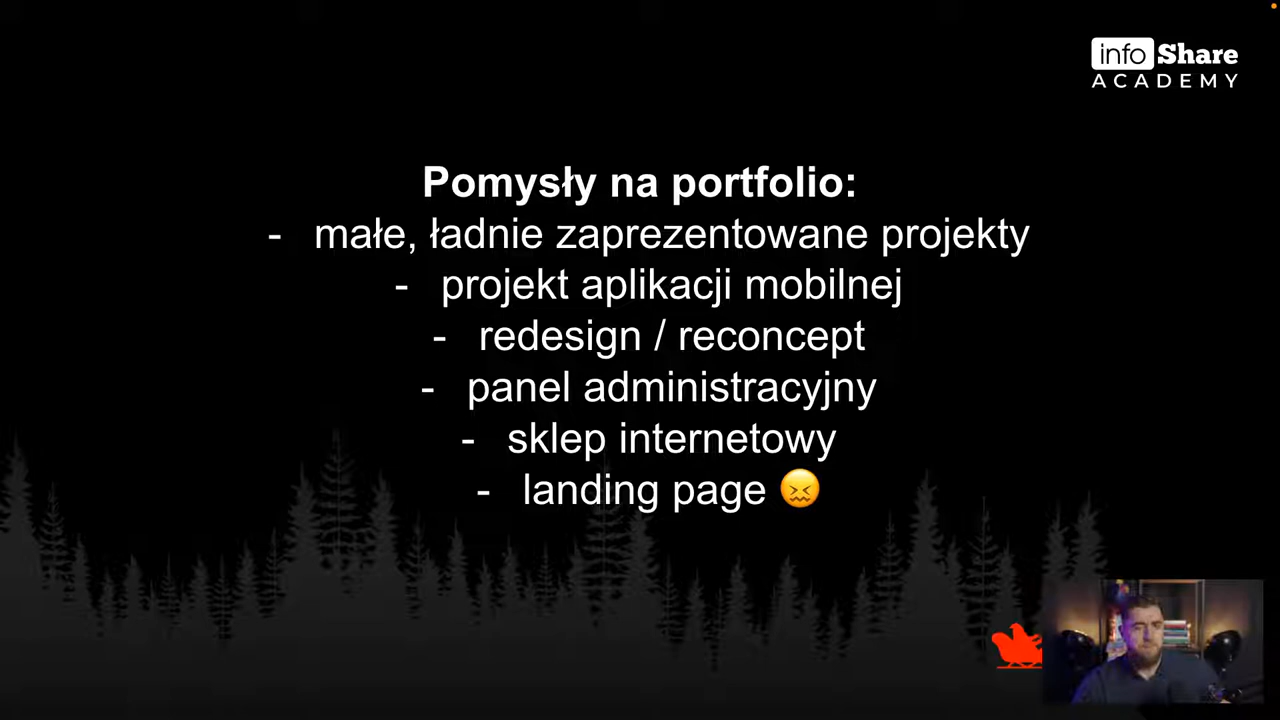 info Share
ACADEMY
Pomysły na portfolio:
- małe, ładnie zaprezentowane projekty
- projekt aplikacji mobilnej
- redesign / reconcept
- panel administracyjny
- sklep internetowy
- landing page 😖